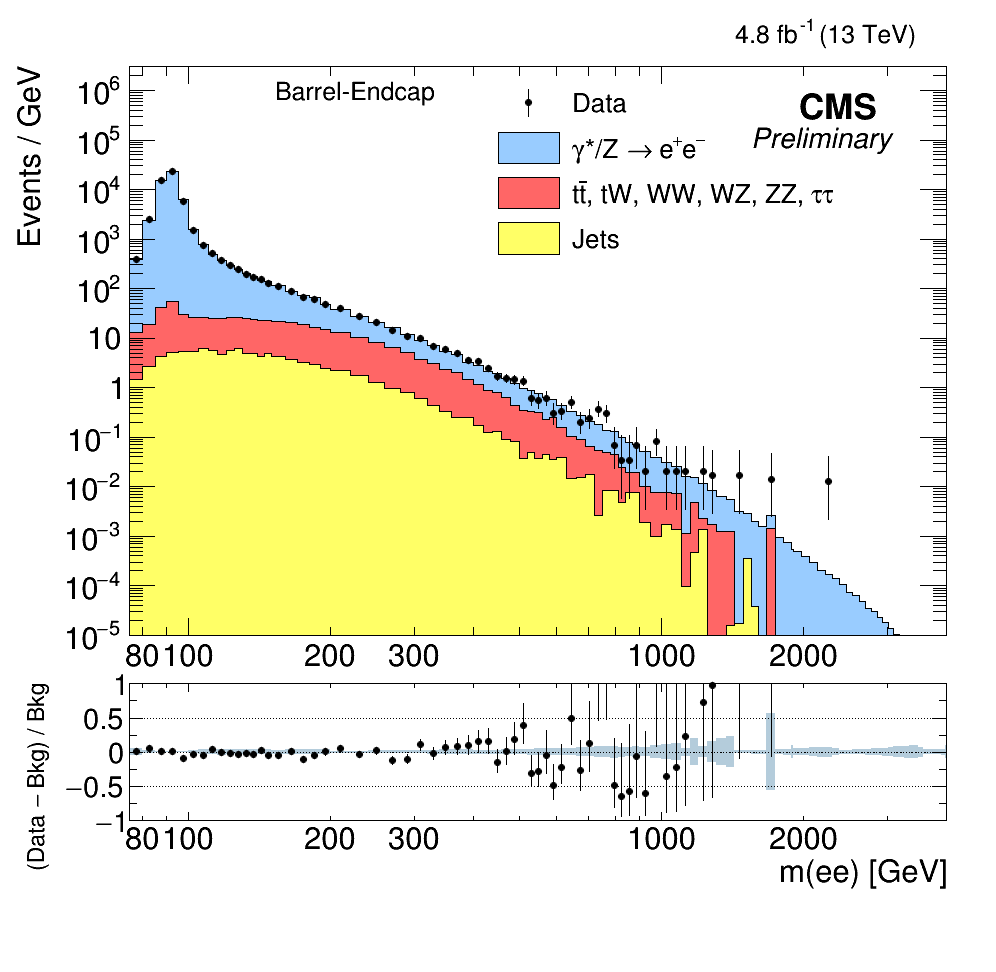 4.8 fb⁻¹ (13 TeV)
Events / GeV
Barrel-Endcap
CMS
Preliminary
Data
γ*/Z → e⁺e⁻
tt̄, tW, WW, WZ, ZZ, ττ
Jets
10⁶
10⁵
10⁴
10³
10²
10
1
10⁻¹
10⁻²
10⁻³
10⁻⁴
10⁻⁵
80 100 200 300 1000 2000
(Data − Bkg) / Bkg
1
0.5
0
−0.5
−1
80 100 200 300 1000 2000
m(ee) [GeV]